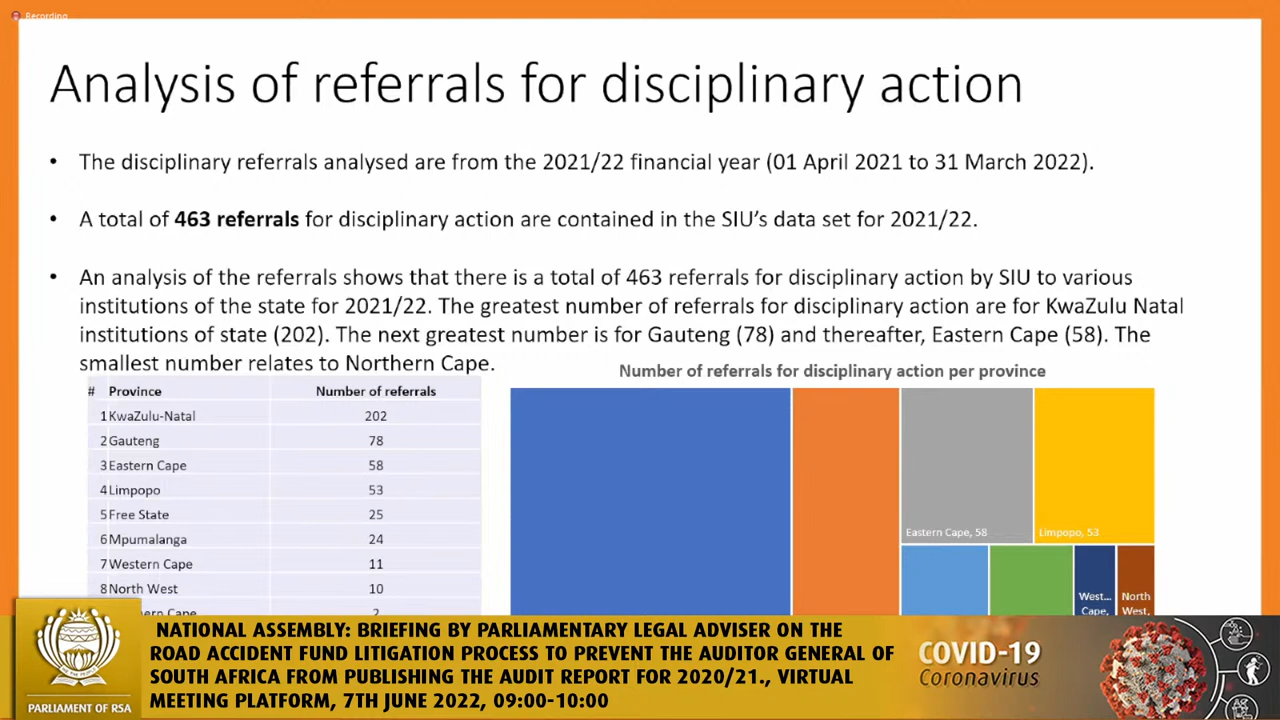 Recording
Analysis of referrals for disciplinary action
• The disciplinary referrals analysed are from the 2021/22 financial year (01 April 2021 to 31 March 2022).
• A total of 463 referrals for disciplinary action are contained in the SIU's data set for 2021/22.
• An analysis of the referrals shows that there is a total of 463 referrals for disciplinary action by SIU to various
institutions of the state for 2021/22. The greatest number of referrals for disciplinary action are for KwaZulu Natal
institutions of state (202). The next greatest number is for Gauteng (78) and thereafter, Eastern Cape (58). The
smallest number relates to Northern Cape.
# Province Number of referrals
1 KwaZulu-Natal 202
2 Gauteng 78
3 Eastern Cape 58
4 Limpopo 53
5 Free State 25
6 Mpumalanga 24
7 Western Cape 11
8 North West 10
Cape 2
Number of referrals for disciplinary action per province
Eastern Cape, 58
Limpopo, 53
West...
Cape,
North
West,
PARLIAMENT OF RSA
NATIONAL ASSEMBLY: BRIEFING BY PARLIAMENTARY LEGAL ADVISER ON THE
ROAD ACCIDENT FUND LITIGATION PROCESS TO PREVENT THE AUDITOR GENERAL OF
SOUTH AFRICA FROM PUBLISHING THE AUDIT REPORT FOR 2020/21., VIRTUAL
MEETING PLATFORM, 7TH JUNE 2022, 09:00-10:00
COVID-19
Coronavirus